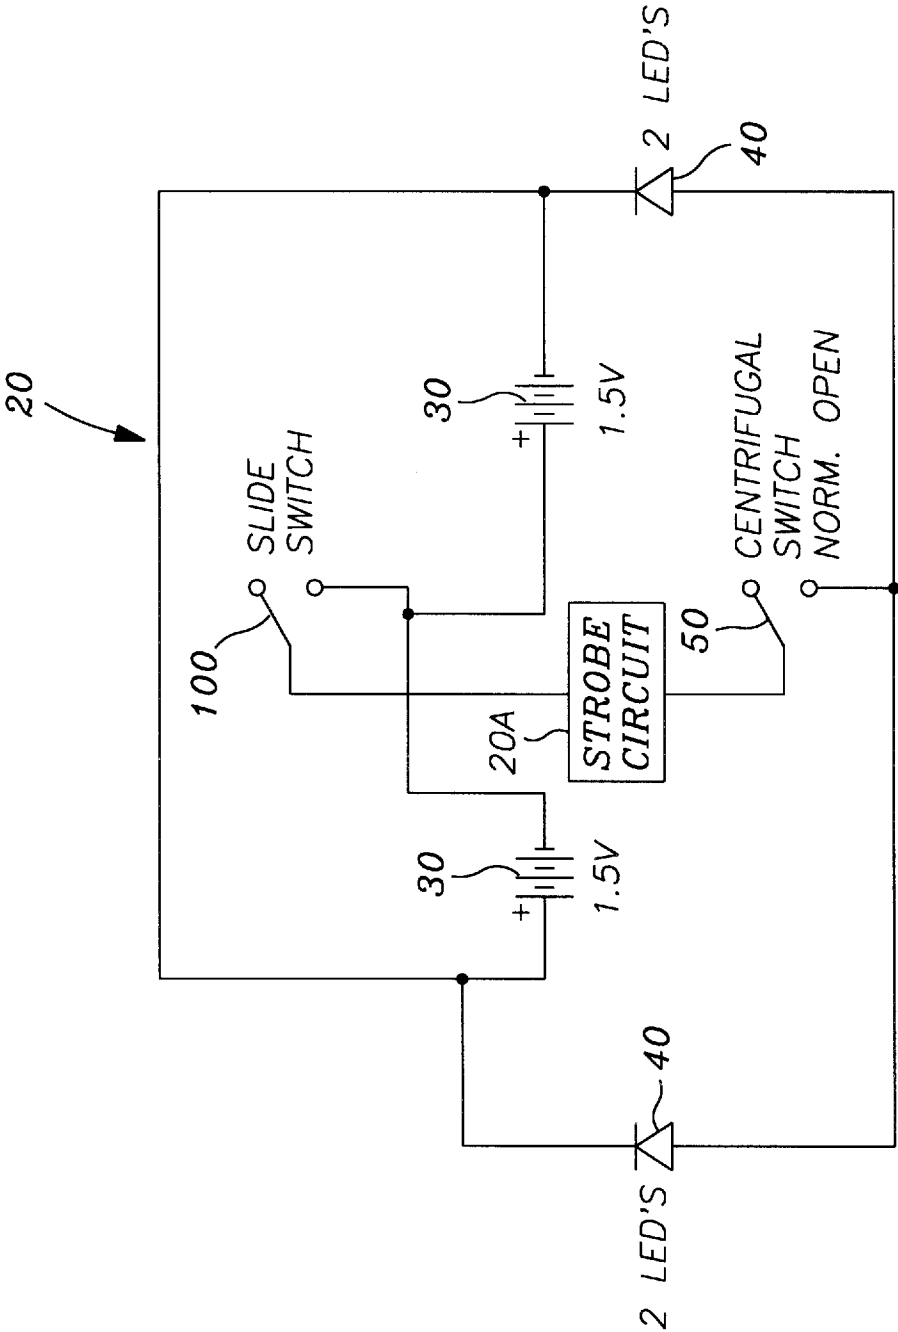 20
SLIDE
SWITCH
100
30
+
1.5V
30
+
1.5V
20A
STROBE
CIRCUIT
50
CENTRIFUGAL
SWITCH
NORM. OPEN
40
2 LED'S
40
2 LED'S